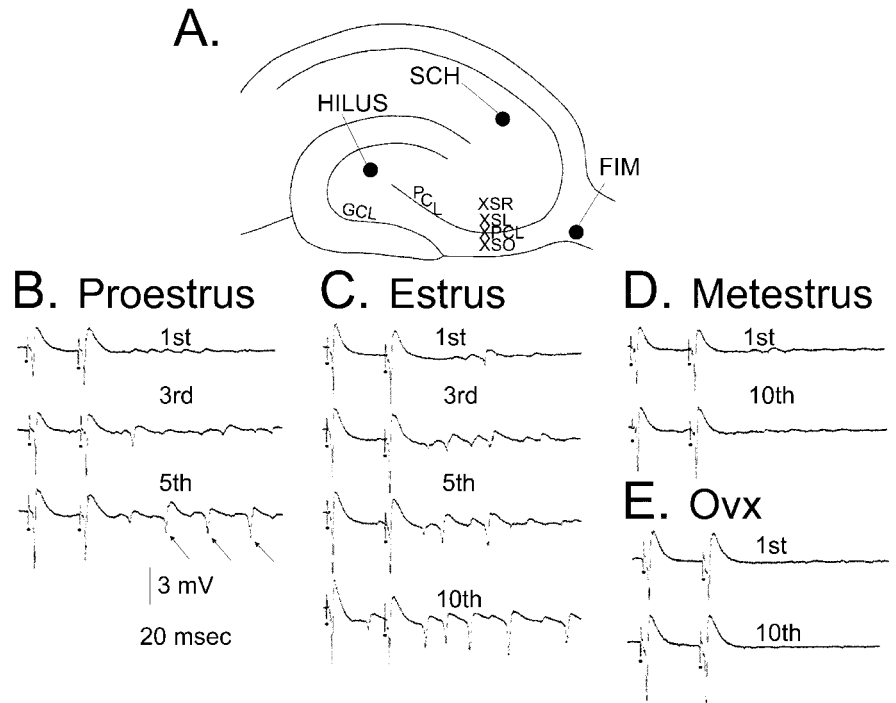 A.
SCH
HILUS
FIM
PCL
GCL
XSR
XSL
XPCL
XSO
B. Proestrus
1st
3rd
5th
3 mV
20 msec
C. Estrus
1st
3rd
5th
10th
D. Metestrus
1st
10th
E. Ovx
1st
10th